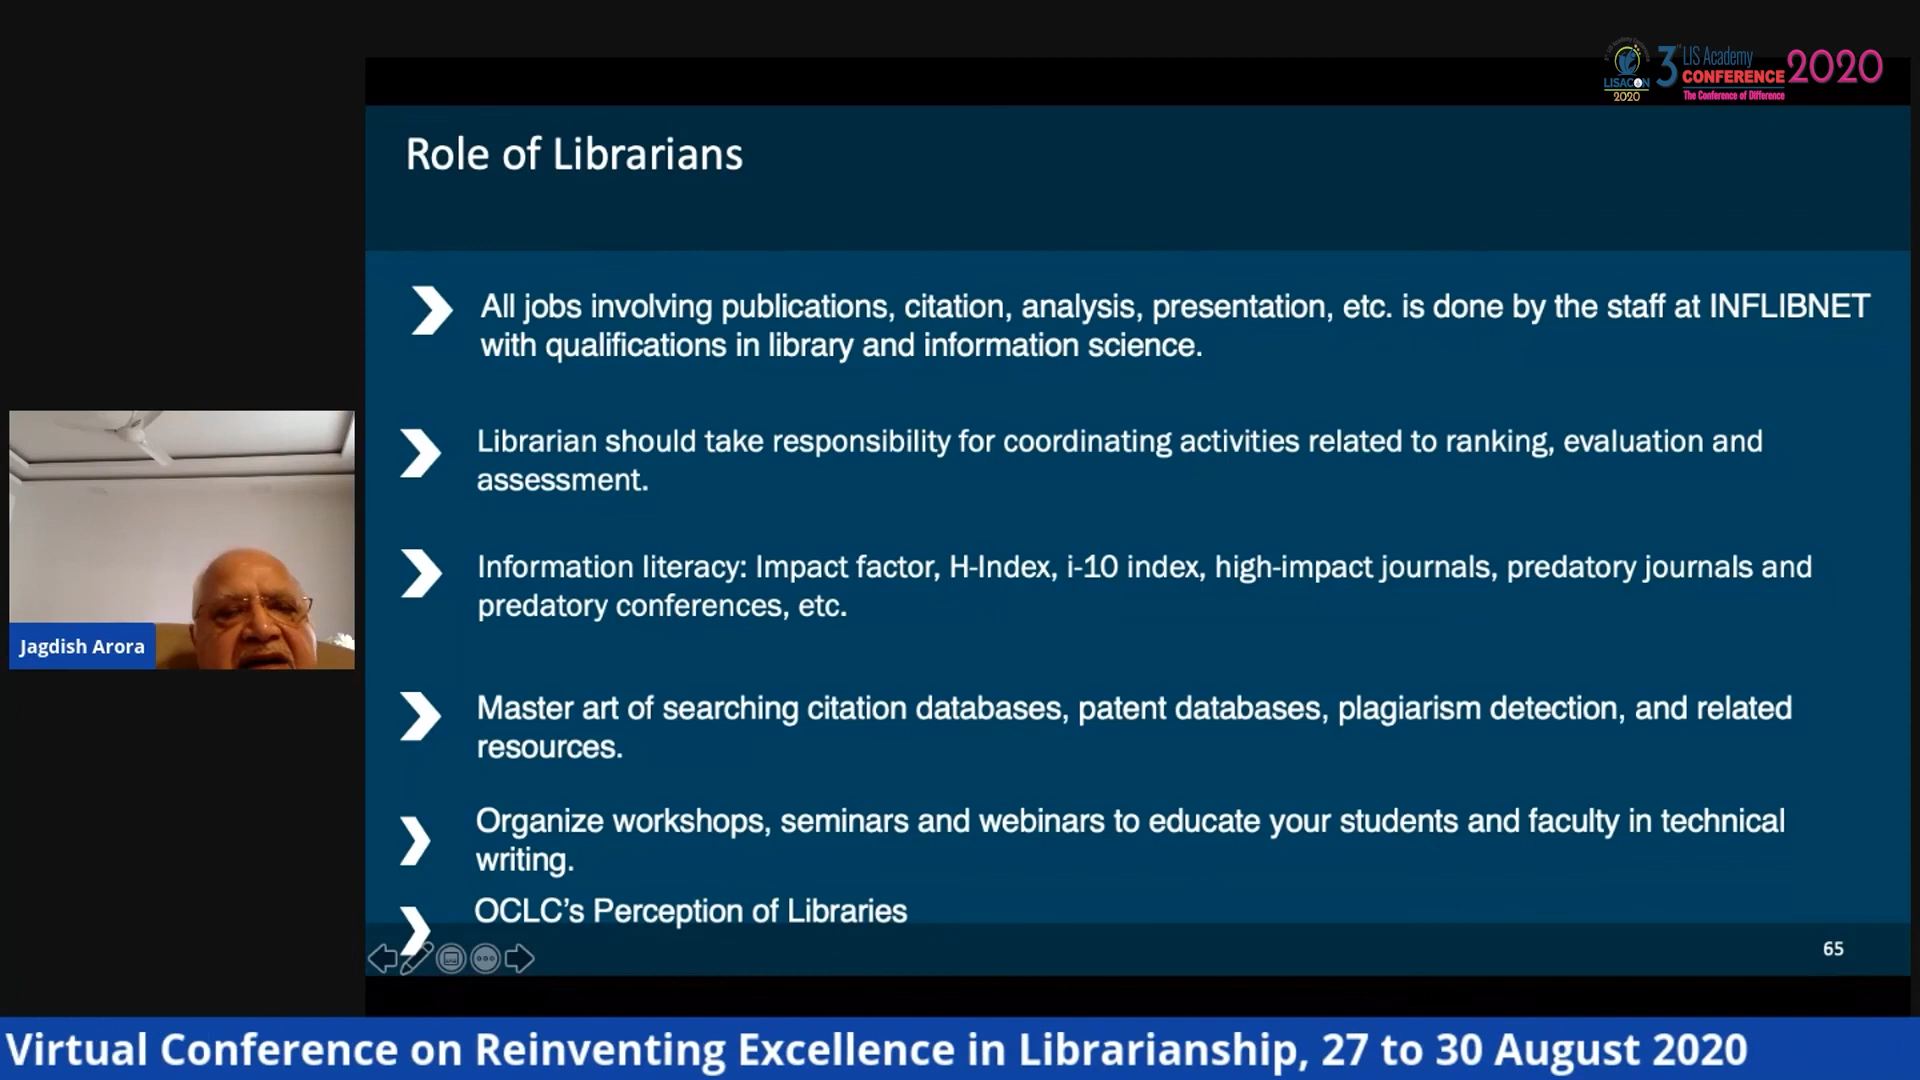 LISACON
2020
3rd LIS Academy
CONFERENCE 2020
The Conference of Difference
Role of Librarians
All jobs involving publications, citation, analysis, presentation, etc. is done by the staff at INFLIBNET
with qualifications in library and information science.
Librarian should take responsibility for coordinating activities related to ranking, evaluation and
assessment.
Information literacy: Impact factor, H-Index, i-10 index, high-impact journals, predatory journals and
predatory conferences, etc.
Master art of searching citation databases, patent databases, plagiarism detection, and related
resources.
Organize workshops, seminars and webinars to educate your students and faculty in technical
writing.
OCLC's Perception of Libraries
65
Jagdish Arora
Virtual Conference on Reinventing Excellence in Librarianship, 27 to 30 August 2020